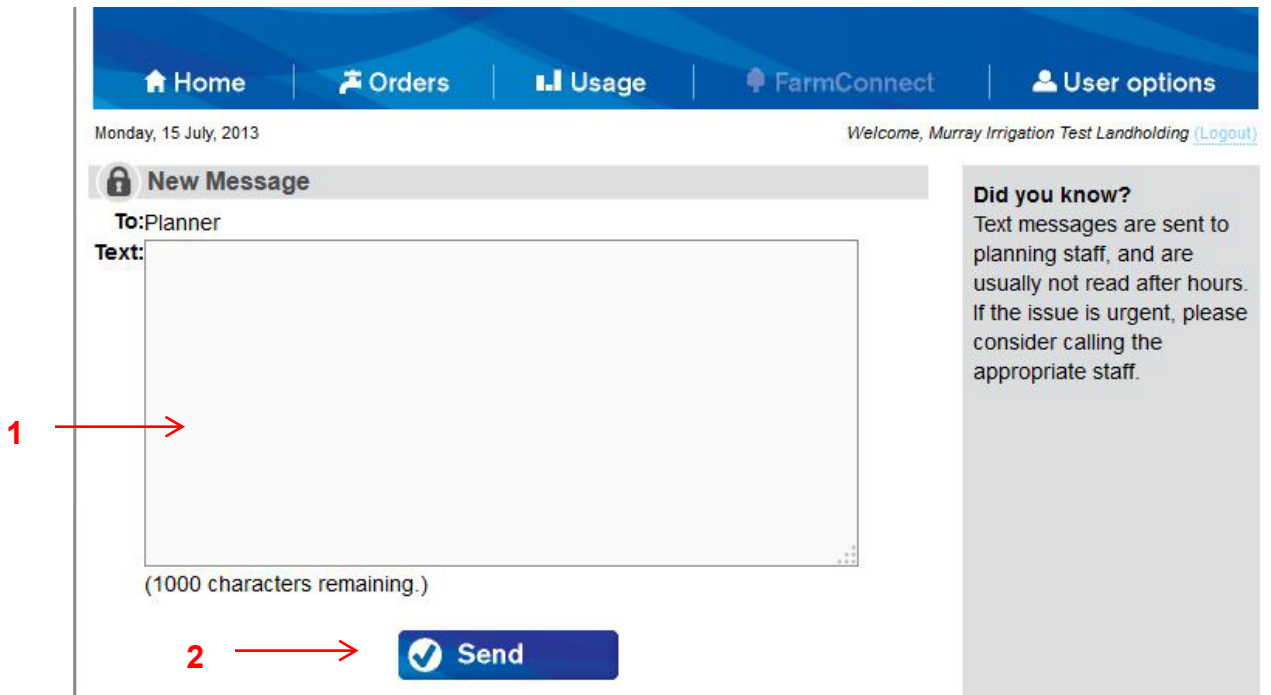 Home Orders Usage FarmConnect User options
Monday, 15 July, 2013
Welcome, Murray Irrigation Test Landholding (Logout)
New Message
To:Planner
Text:
(1000 characters remaining.)
1
2
Send
Did you know?
Text messages are sent to
planning staff, and are
usually not read after hours.
If the issue is urgent, please
consider calling the
appropriate staff.